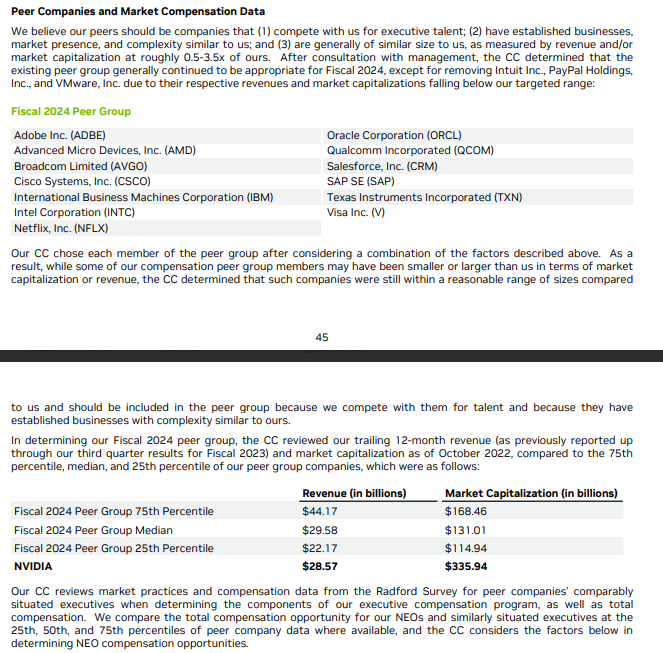 Peer Companies and Market Compensation Data
We believe our peers should be companies that (1) compete with us for executive talent; (2) have established businesses,
market presence, and complexity similar to us; and (3) are generally of similar size to us, as measured by revenue and/or
market capitalization at roughly 0.5-3.5x of ours. After consultation with management, the CC determined that the
existing peer group generally continued to be appropriate for Fiscal 2024, except for removing Intuit Inc., PayPal Holdings,
Inc., and VMware, Inc. due to their respective revenues and market capitalizations falling below our targeted range:
Fiscal 2024 Peer Group
Adobe Inc. (ADBE) Oracle Corporation (ORCL)
Advanced Micro Devices, Inc. (AMD) Qualcomm Incorporated (QCOM)
Broadcom Limited (AVGO) Salesforce, Inc. (CRM)
Cisco Systems, Inc. (CSCO) SAP SE (SAP)
International Business Machines Corporation (IBM) Texas Instruments Incorporated (TXN)
Intel Corporation (INTC) Visa Inc. (V)
Netflix, Inc. (NFLX)
Our CC chose each member of the peer group after considering a combination of the factors described above. As a
result, while some of our compensation peer group members may have been smaller or larger than us in terms of market
capitalization or revenue, the CC determined that such companies were still within a reasonable range of sizes compared
45
to us and should be included in the peer group because we compete with them for talent and because they have
established businesses with complexity similar to ours.
In determining our Fiscal 2024 peer group, the CC reviewed our trailing 12-month revenue (as previously reported up
through our third quarter results for Fiscal 2023) and market capitalization as of October 2022, compared to the 75th
percentile, median, and 25th percentile of our peer group companies, which were as follows:
Revenue (in billions) Market Capitalization (in billions)
Fiscal 2024 Peer Group 75th Percentile $44.17 $168.46
Fiscal 2024 Peer Group Median $29.58 $131.01
Fiscal 2024 Peer Group 25th Percentile $22.17 $114.94
NVIDIA $28.57 $335.94
Our CC reviews market practices and compensation data from the Radford Survey for peer companies' comparably
situated executives when determining the components of our executive compensation program, as well as total
compensation. We compare the total compensation opportunity for our NEOs and similarly situated executives at the
25th, 50th, and 75th percentiles of peer company data where available, and the CC considers the factors below in
determining NEO compensation opportunities.